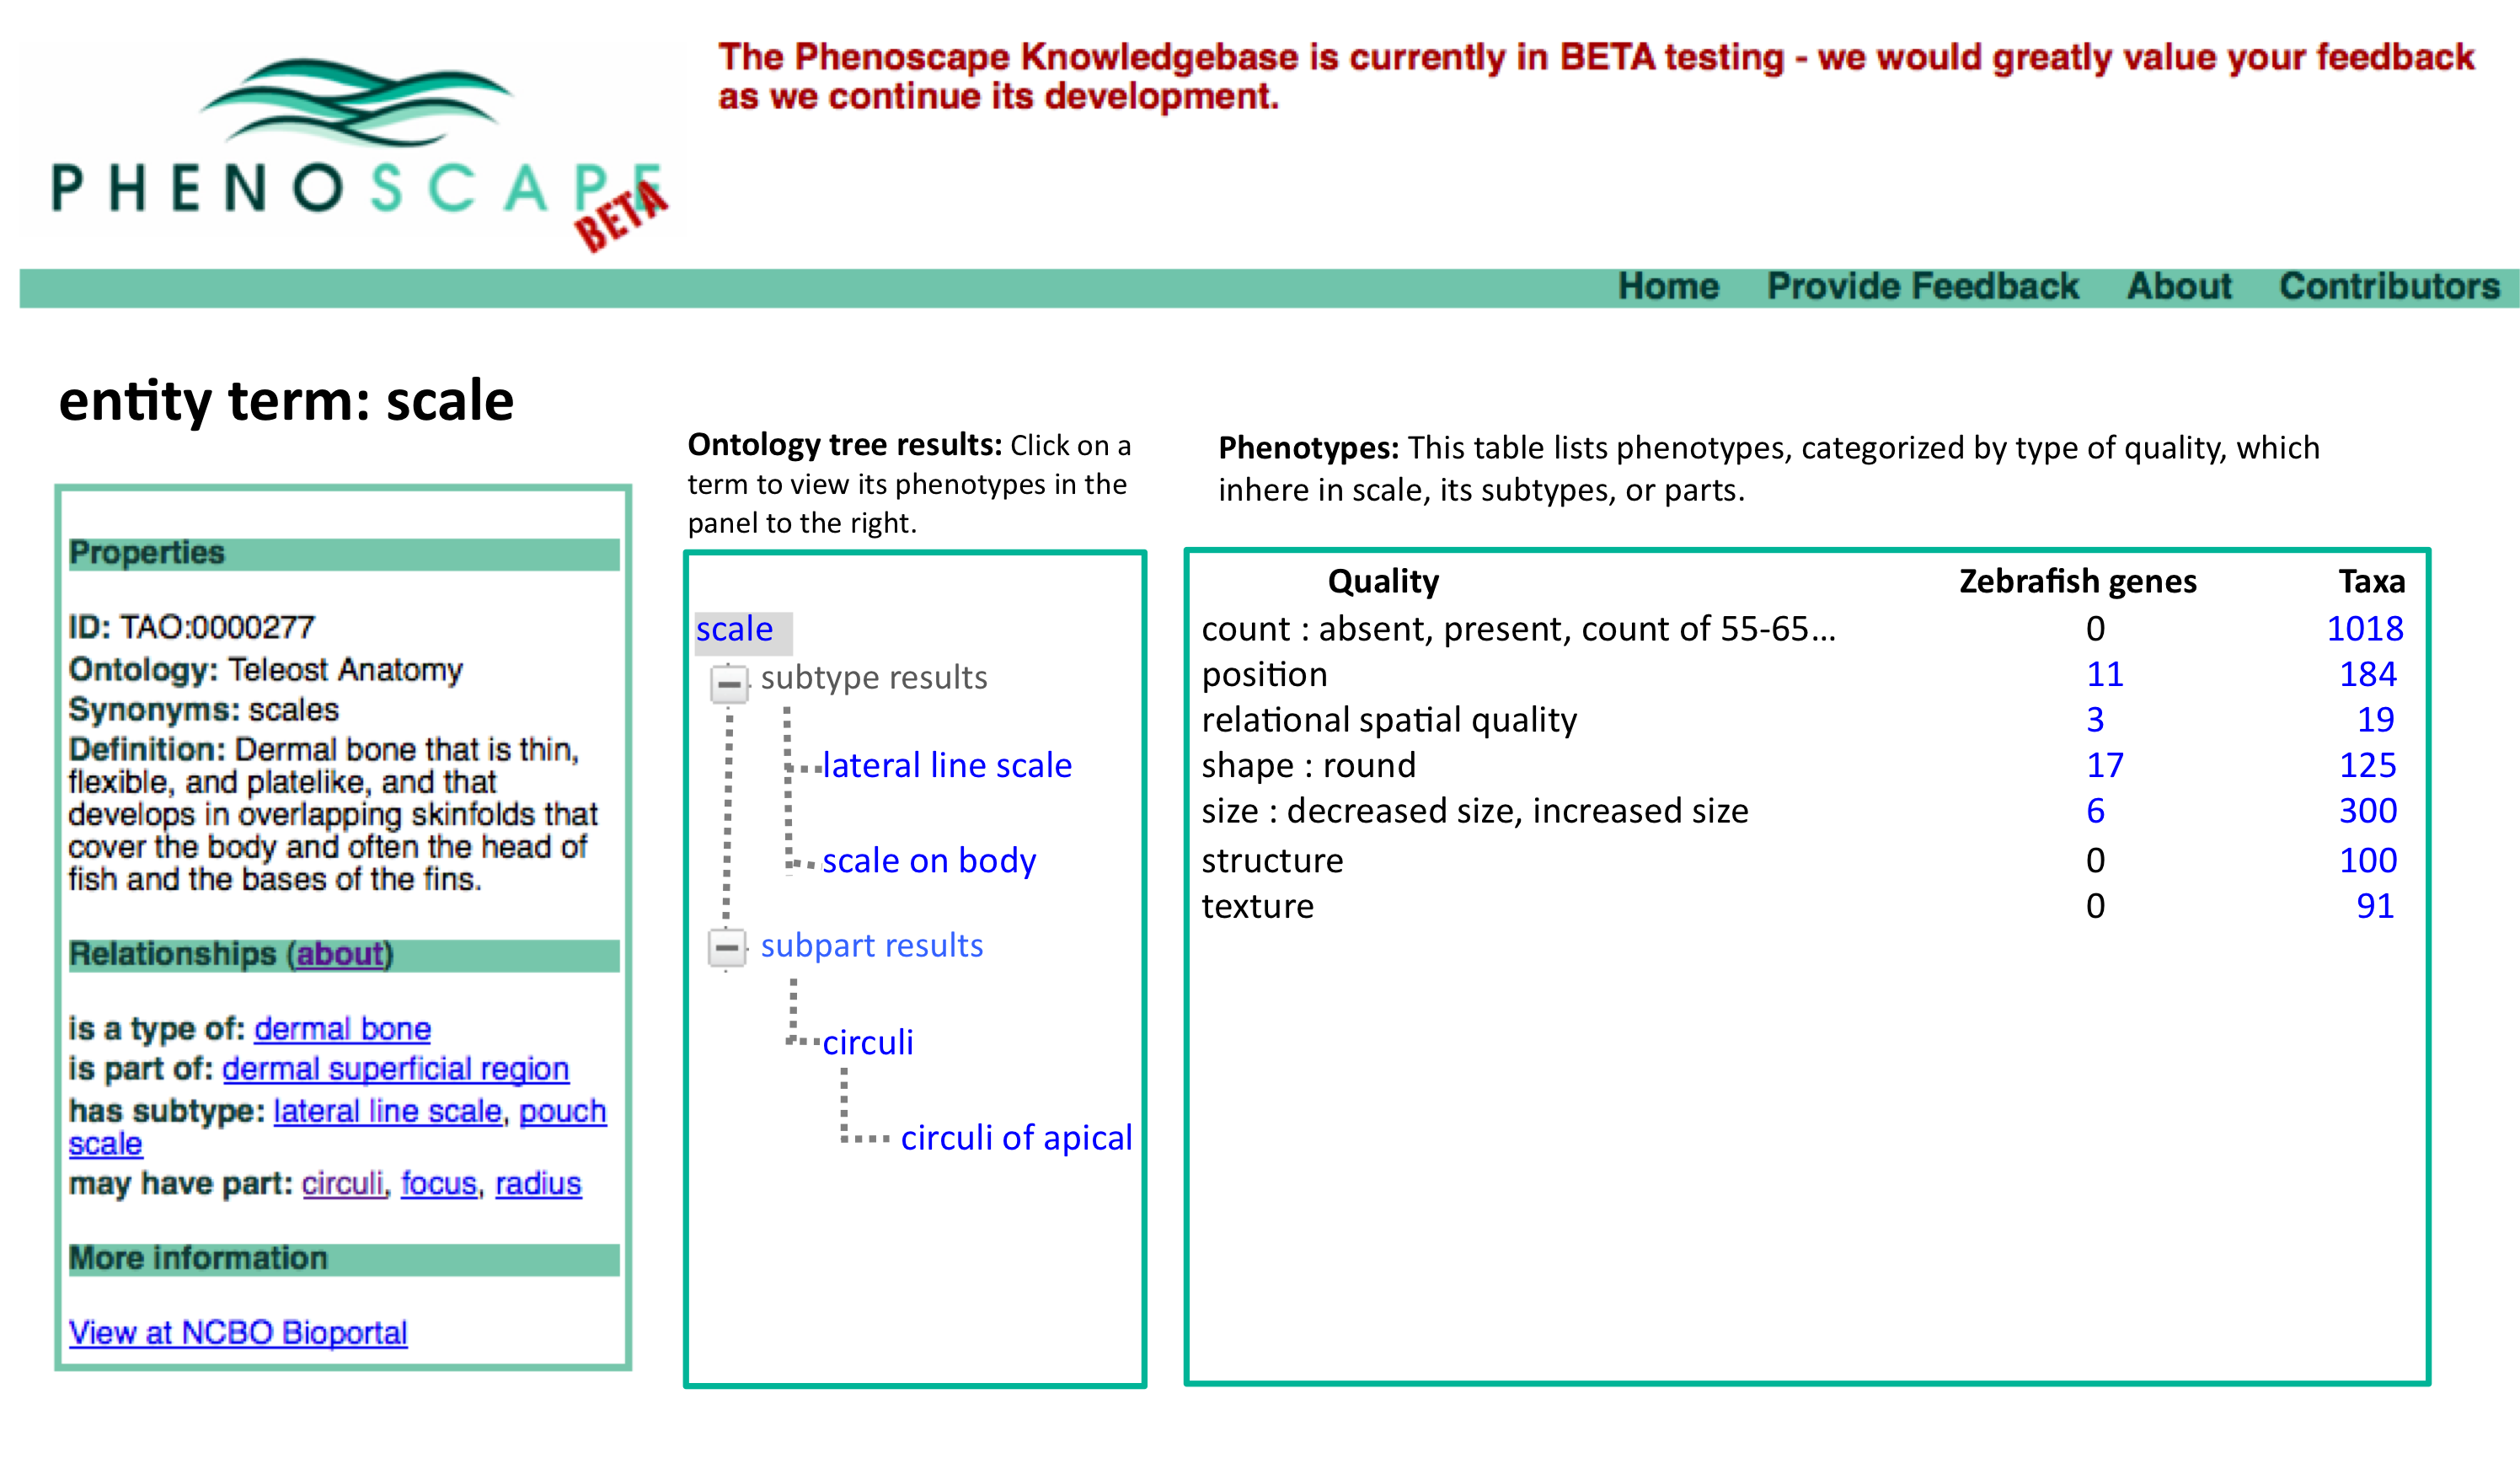 The Phenoscape Knowledgebase is currently in BETA testing - we would greatly value your feedback
as we continue its development.
PHENOSCAPE
BETA
Home Provide Feedback About Contributors
entity term: scale
Properties
ID: TAO:0000277
Ontology: Teleost Anatomy
Synonyms: scales
Definition: Dermal bone that is thin,
flexible, and platelike, and that
develops in overlapping skinfolds that
cover the body and often the head of
fish and the bases of the fins.
Relationships (about)
is a type of: dermal bone
is part of: dermal superficial region
has subtype: lateral line scale, pouch
scale
may have part: circuli, focus, radius
More information
View at NCBO Bioportal
Ontology tree results: Click on a
term to view its phenotypes in the
panel to the right.
scale
subtype results
lateral line scale
scale on body
subpart results
circuli
circuli of apical
Phenotypes: This table lists phenotypes, categorized by type of quality, which
inhere in scale, its subtypes, or parts.
Quality Zebrafish genes Taxa
count : absent, present, count of 55-65... 0 1018
position 11 184
relational spatial quality 3 19
shape : round 17 125
size : decreased size, increased size 6 300
structure 0 100
texture 0 91